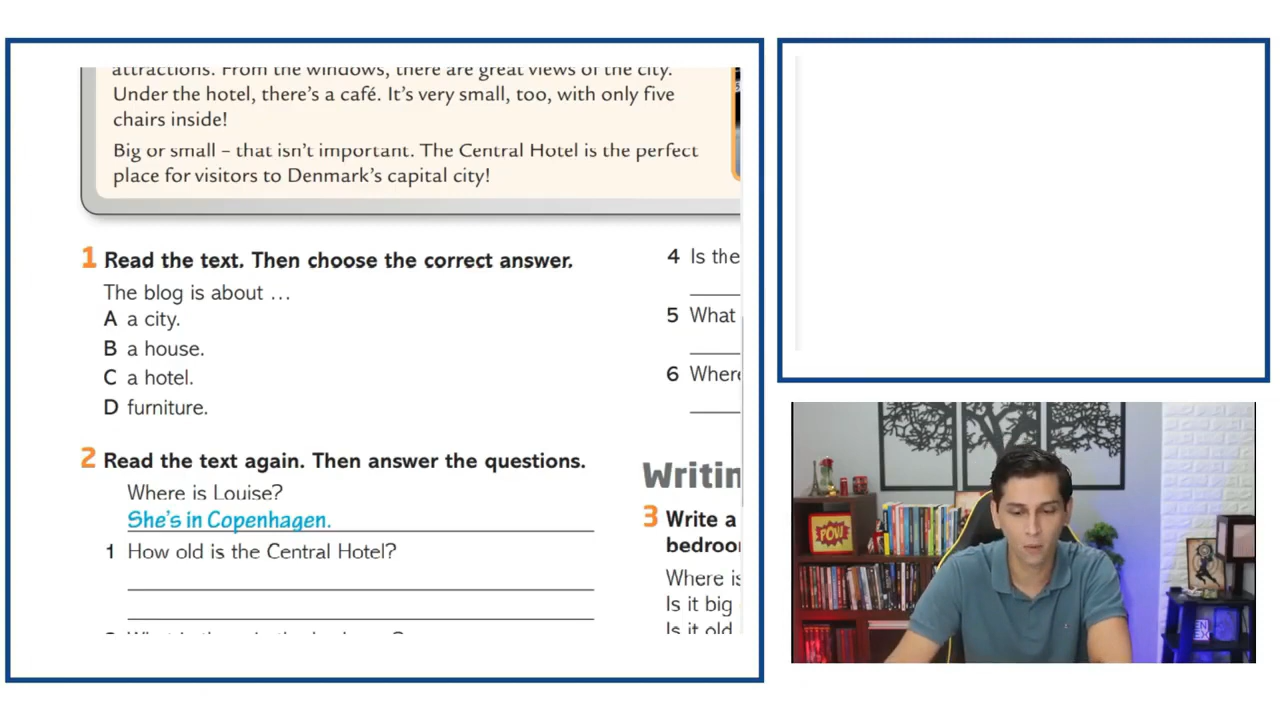 attractions. From the windows, there are great views of the city.
Under the hotel, there's a café. It's very small, too, with only five
chairs inside!
Big or small – that isn't important. The Central Hotel is the perfect
place for visitors to Denmark's capital city!
1 Read the text. Then choose the correct answer.
The blog is about …
A a city.
B a house.
C a hotel.
D furniture.
2 Read the text again. Then answer the questions.
Where is Louise?
She's in Copenhagen.
1 How old is the Central Hotel?
4 Is the
5 What
6 Where
Writin
3 Write a
bedroo
Where is
Is it big
Is it old
POW